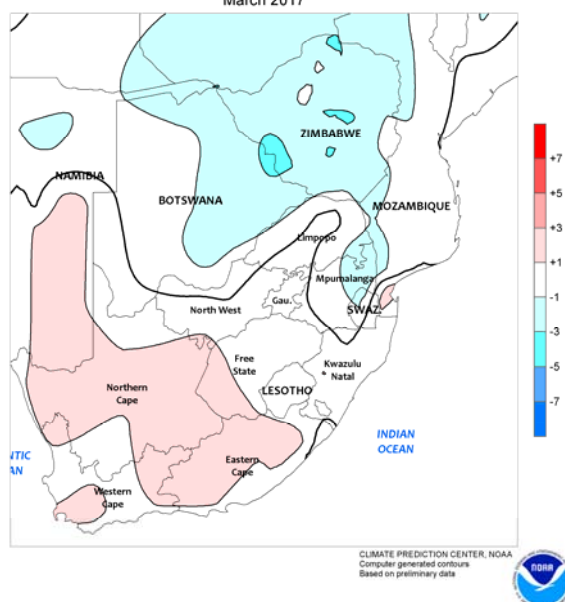 March 2017
ZIMBABWE
NAMIBIA
BOTSWANA
MOZAMBIQUE
Limpopo
Mpumalanga
North West
Gau.
SWAZ.
Free
State
Kwazulu
Natal
Northern
Cape
LESOTHO
Eastern
Cape
Western
Cape
NTIC
AN
INDIAN
OCEAN
+7
+5
+3
+1
-1
-3
-5
-7
CLIMATE PREDICTION CENTER, NOAA
Computer generated contours
Based on preliminary data
NOAA